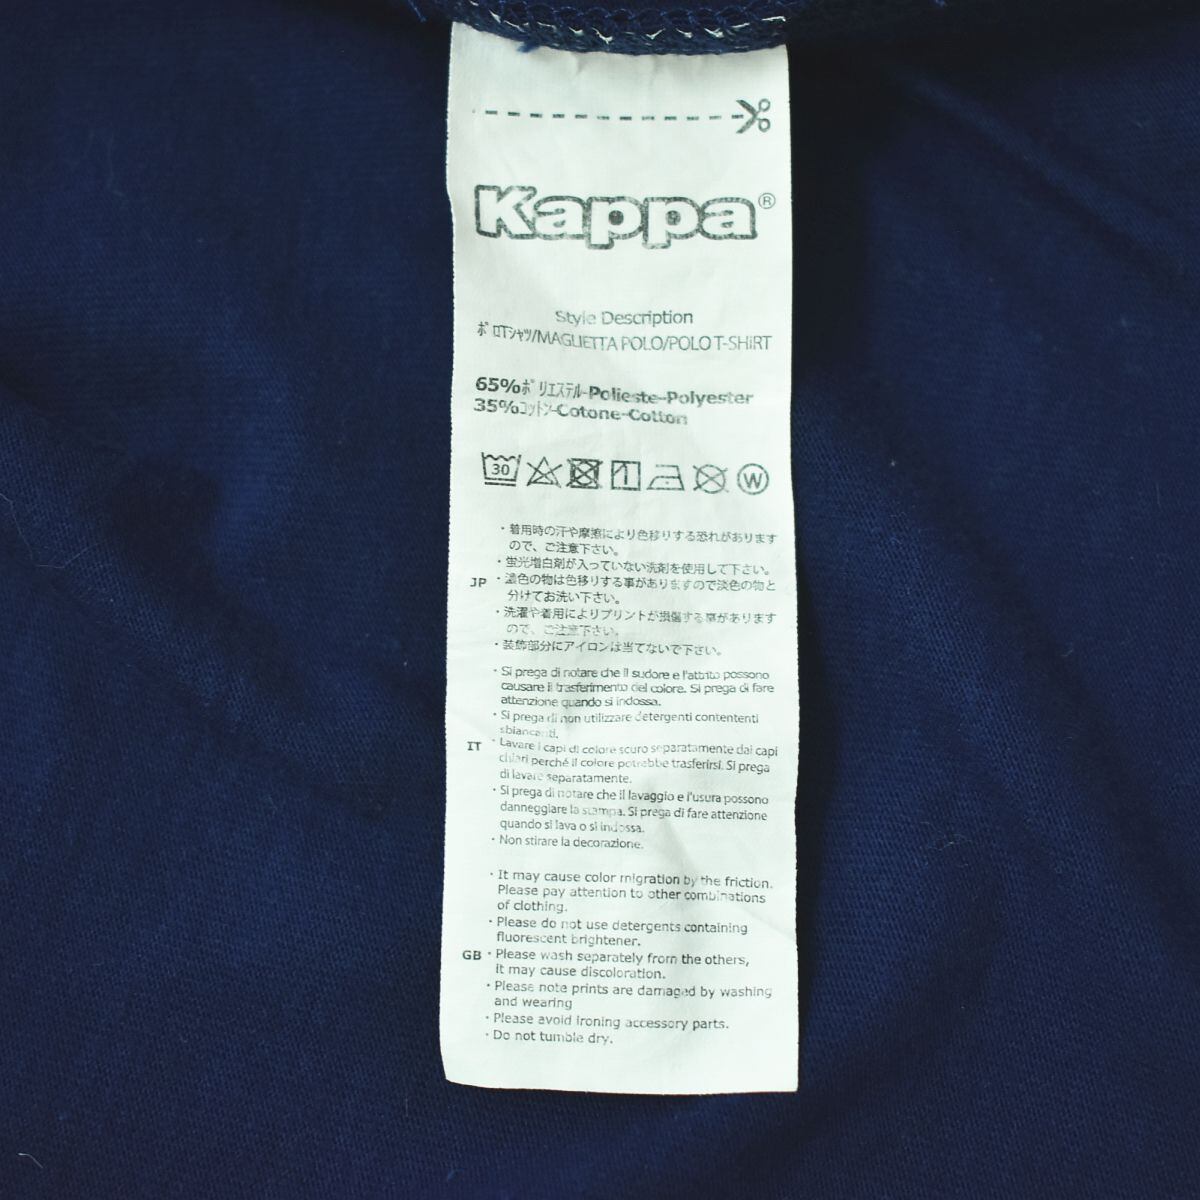 Kappa®
Style Description
ポロTシャツ/MAGLIETTA POLO/POLO T-SHiRT
65%ポリエステル-Polieste-Polyester
35%コットン-Cotone-Cotton
30 W
・着用時の汗や摩擦により色移りする恐れがあります
ので、ご注意下さい。
・蛍光増白剤が入っていない洗剤を使用して下さい。
JP ・濃色の物は色移りする事がありますので淡色の物と
分けてお洗い下さい。
・洗濯や着用によりプリントが損傷する事があります
ので、ご注意下さい。
・装飾部分にアイロンは当てないで下さい。
・Si prega di notare che il sudore e l'attrito possono
causare il trasferimento del colore. Si prega di fare
attenzione quando si indossa.
・Si prega di non utilizzare detergenti contententi
sbiancanti.
IT ・Lavare i capi di colore scuro separatamente dai capi
chiari perché il colore potrebbe trasferirsi. Si prega
di lavare separatamente.
・Si prega di notare che il lavaggio e l'usura possono
danneggiare la stampa. Si prega di fare attenzione
quando si lava o si indossa.
・Non stirare la decorazione.
・It may cause color migration by the friction.
Please pay attention to other combinations
of clothing.
・Please do not use detergents containing
fluorescent brightener.
GB ・Please wash separately from the others,
it may cause discoloration.
・Please note prints are damaged by washing
and wearing
・Please avoid ironing accessory parts.
・Do not tumble dry.